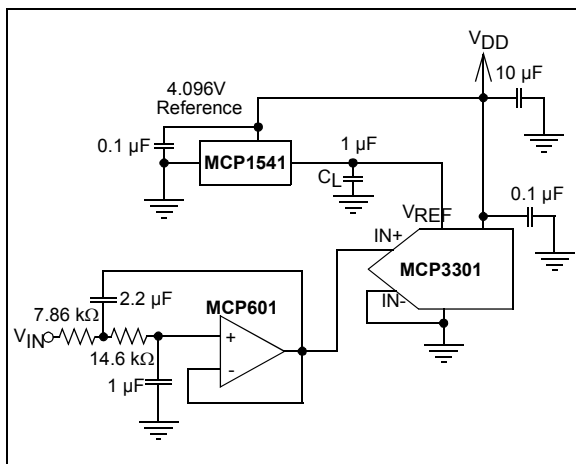 VDD
10 µF
4.096V
Reference
0.1 µF
MCP1541
1 µF
CL
0.1 µF
VREF
IN+
MCP3301
IN-
2.2 µF
MCP601
7.86 kΩ
VIN
14.6 kΩ
+
-
1 µF